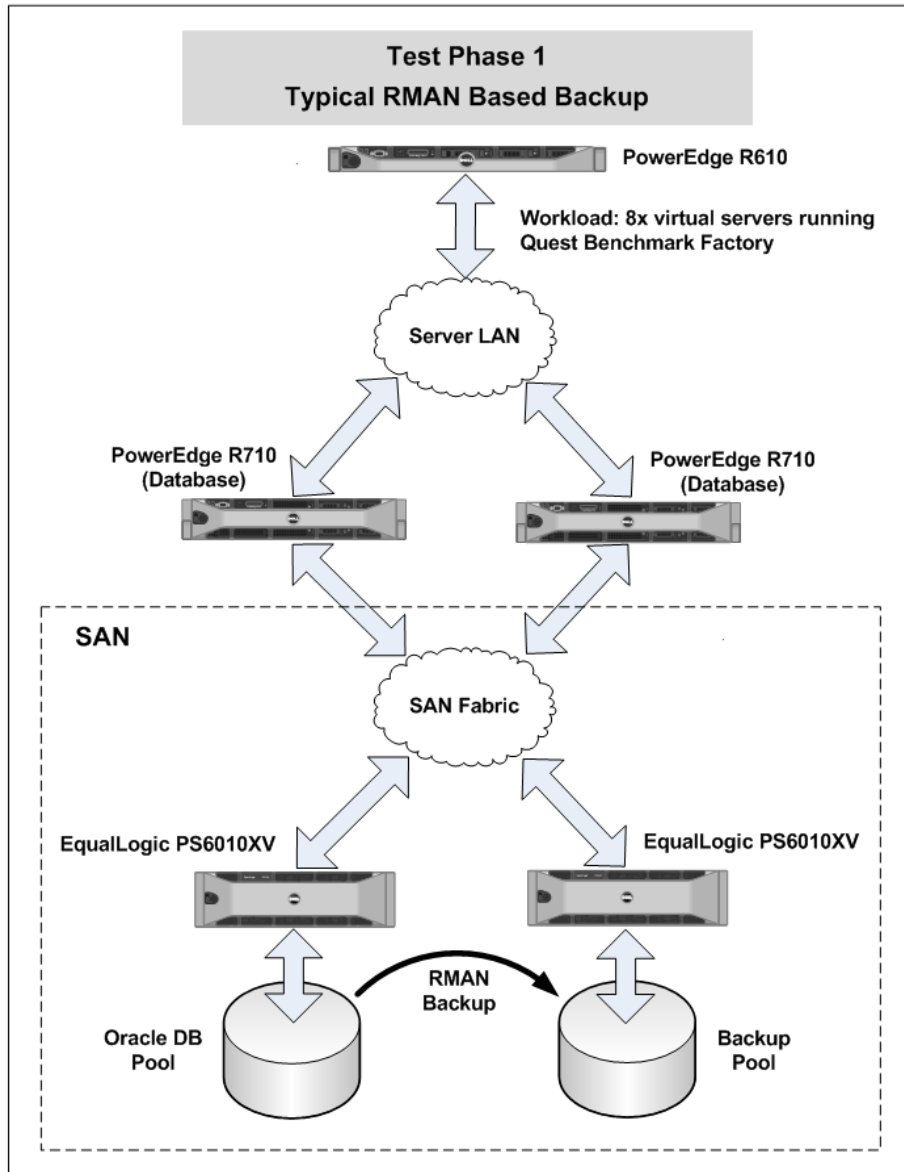 Test Phase 1
Typical RMAN Based Backup
PowerEdge R610
Workload: 8x virtual servers running
Quest Benchmark Factory
Server LAN
PowerEdge R710
(Database)
PowerEdge R710
(Database)
SAN
SAN Fabric
EqualLogic PS6010XV
EqualLogic PS6010XV
RMAN
Backup
Oracle DB
Pool
Backup
Pool